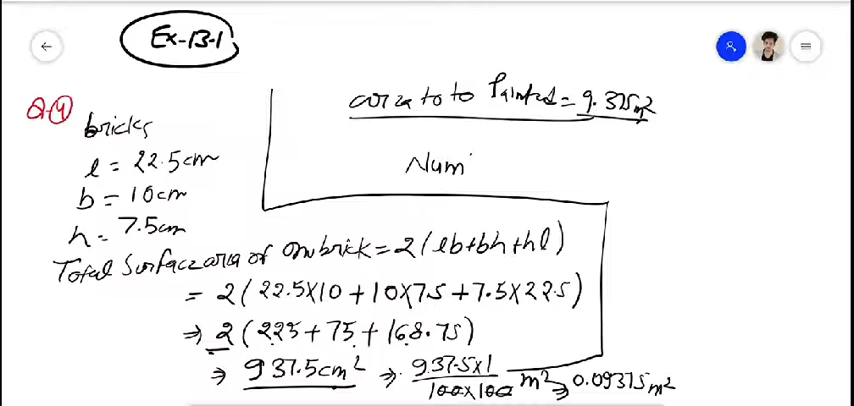 Ex-13.1
Q.4
bricks
l = 22.5cm
b = 10cm
h = 7.5cm
to Painted = 9.375m²
Num
Total Surface area of one brick = 2(lb+bh+hl)
= 2(22.5×10 + 10×7.5 + 7.5×22.5)
⇒ 2(225 + 75 + 168.75)
⇒ 937.5cm² ⇒ 937.5×1 / 100×100 m² ⇒ 0.09375m²